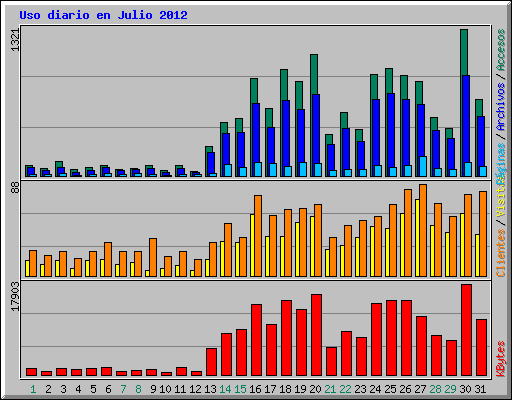 Uso diario en Julio 2012
1321
88
17903
Accesos
/
Archivos
/
Páginas
Visitas
/
Clientes
KBytes
1 2 3 4 5 6 7 8 9 10 11 12 13 14 15 16 17 18 19 20 21 22 23 24 25 26 27 28 29 30 31